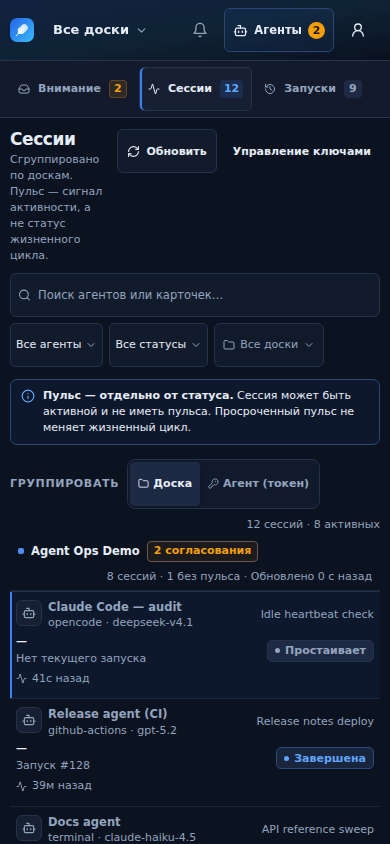 Все доски
Агенты 2
Внимание 2
Сессии 12
Запуски 9
Сессии
Сгруппировано
по доскам.
Пульс — сигнал
активности, а
не статус
жизненного
цикла.
Обновить
Управление ключами
Поиск агентов или карточек…
Все агенты
Все статусы
Все доски
Пульс — отдельно от статуса. Сессия может быть
активной и не иметь пульса. Просроченный пульс не
меняет жизненный цикл.
ГРУППИРОВАТЬ
Доска
Агент (токен)
12 сессий · 8 активных
Agent Ops Demo 2 согласования
8 сессий · 1 без пульса · Обновлено 0 с назад
Claude Code — audit
opencode · deepseek-v4.1
Idle heartbeat check
—
Нет текущего запуска
Простаивает
41с назад
Release agent (CI)
github-actions · gpt-5.2
Release notes deploy
—
Запуск #128
Завершена
39м назад
Docs agent
terminal · claude-haiku-4.5
API reference sweep